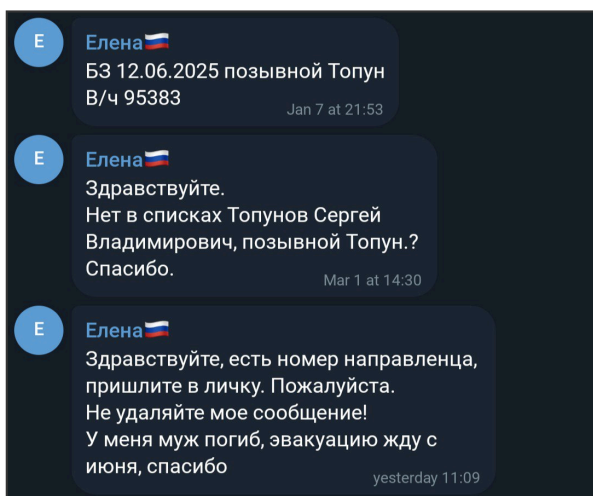 E
Елена🇷🇺
БЗ 12.06.2025 позывной Топун
В/ч 95383
Jan 7 at 21:53
E
Елена🇷🇺
Здравствуйте.
Нет в списках Топунов Сергей
Владимирович, позывной Топун.?
Спасибо.
Mar 1 at 14:30
E
Елена🇷🇺
Здравствуйте, есть номер направленца,
пришлите в личку. Пожалуйста.
Не удаляйте мое сообщение!
У меня муж погиб, эвакуацию жду с
июня, спасибо
yesterday 11:09